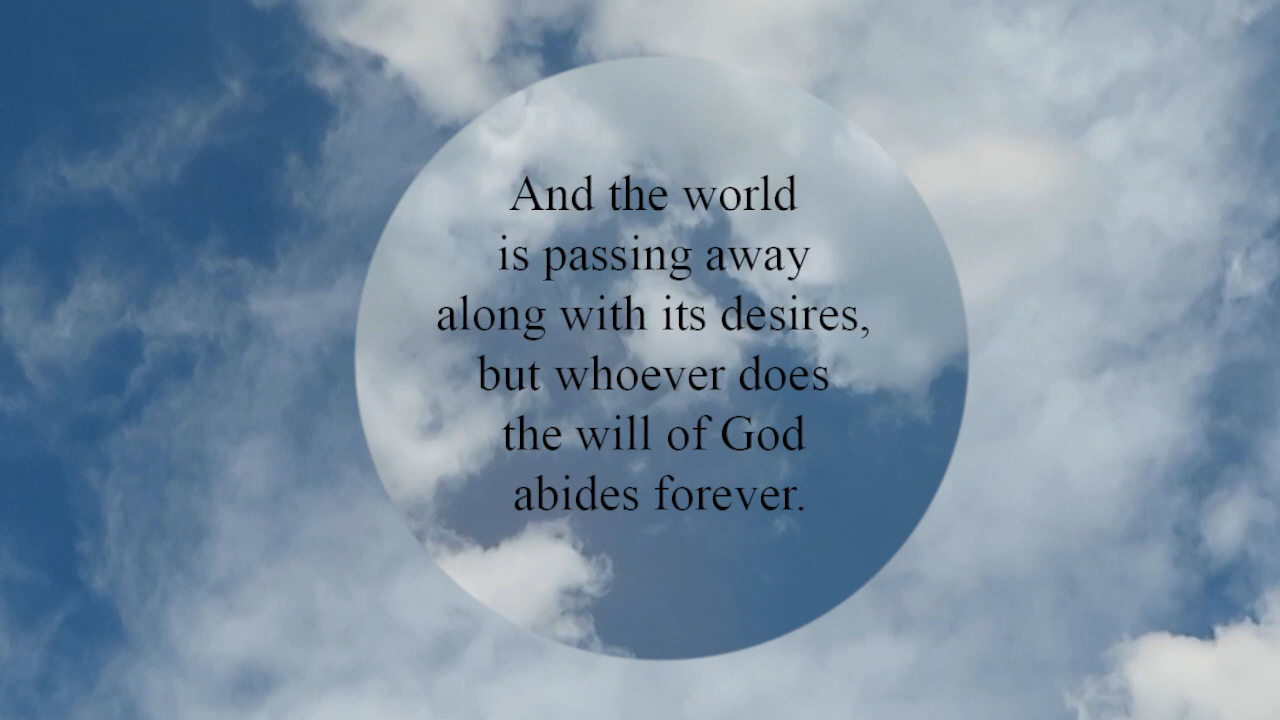 And the world
is passing away
along with its desires,
but whoever does
the will of God
abides forever.